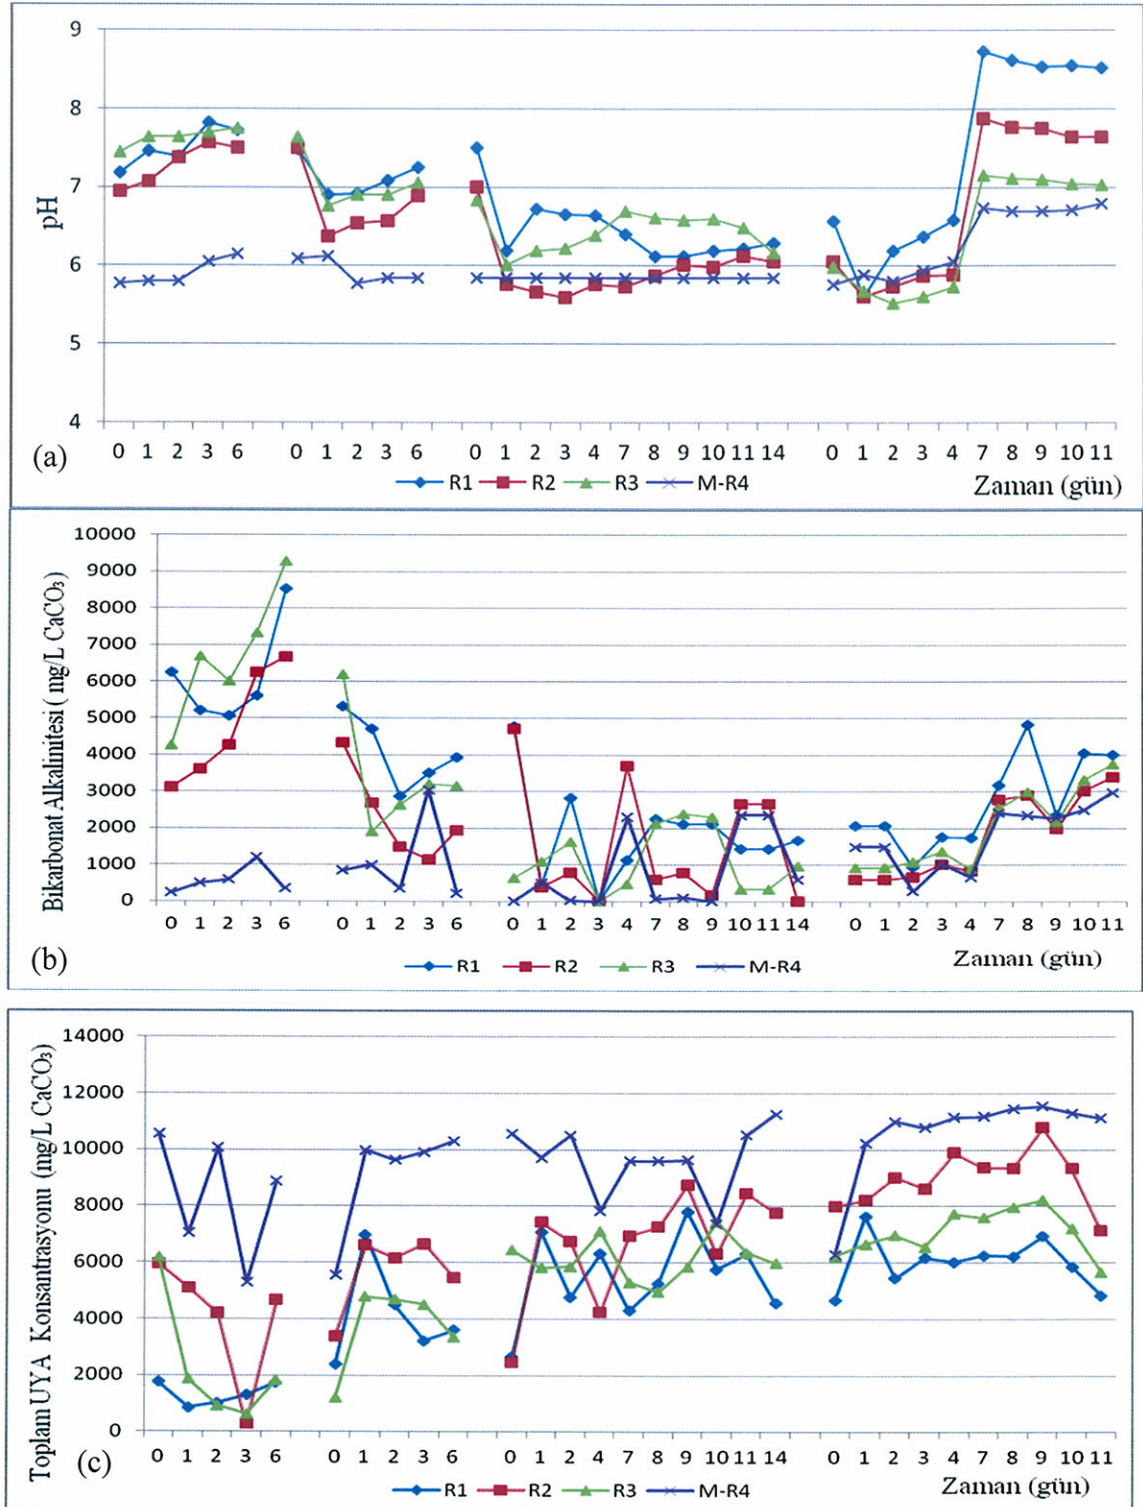 pH
9
8
7
6
5
4
0 1 2 3 6 0 1 2 3 6 0 1 2 3 4 7 8 9 10 11 14 0 1 2 3 4 7 8 9 10 11
(a)
R1 R2 R3 M-R4 Zaman (gün)
Bikarbonat Alkalinitesi ( mg/L CaCO₃)
10000
9000
8000
7000
6000
5000
4000
3000
2000
1000
0
0 1 2 3 6 0 1 2 3 6 0 1 2 3 4 7 8 9 10 11 14 0 1 2 3 4 7 8 9 10 11
(b)
R1 R2 R3 M-R4 Zaman (gün)
Toplam UYA Konsantrasyonu (mg/L CaCO₃)
14000
12000
10000
8000
6000
4000
2000
0
0 1 2 3 6 0 1 2 3 6 0 1 2 4 7 8 9 10 11 14 0 1 2 3 4 7 8 9 10 11
(c)
R1 R2 R3 M-R4 Zaman (gün)